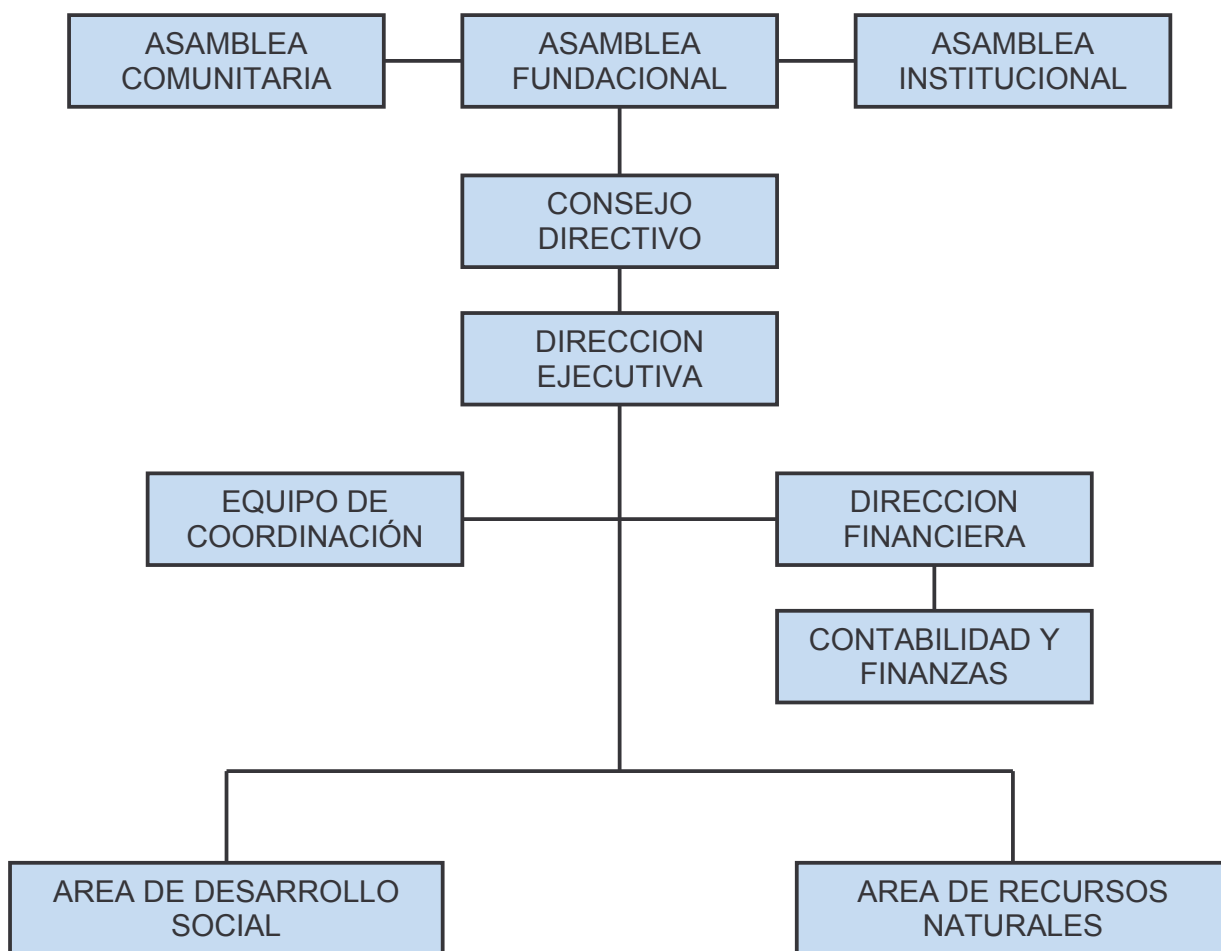 ASAMBLEA
COMUNITARIA
ASAMBLEA
FUNDACIONAL
ASAMBLEA
INSTITUCIONAL
CONSEJO
DIRECTIVO
DIRECCION
EJECUTIVA
EQUIPO DE
COORDINACIÓN
DIRECCION
FINANCIERA
CONTABILIDAD Y
FINANZAS
AREA DE DESARROLLO
SOCIAL
AREA DE RECURSOS
NATURALES